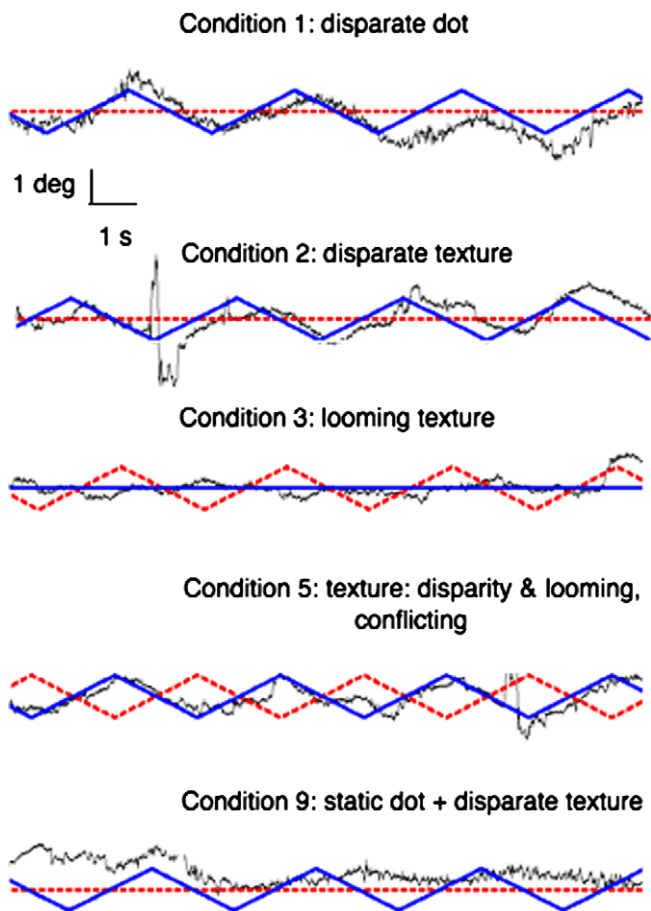 Condition 1: disparate dot
1 deg
1 s
Condition 2: disparate texture
Condition 3: looming texture
Condition 5: texture: disparity & looming,
conflicting
Condition 9: static dot + disparate texture